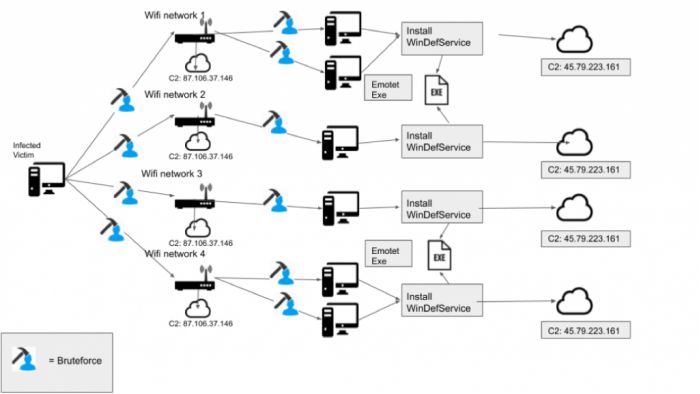 Wifi network 1
C2: 87.106.37.146
Install
WinDefService
C2: 45.79.223.161
Emotet
Exe
EXE
Wifi network 2
C2: 87.106.37.146
Install
WinDefService
C2: 45.79.223.161
Infected
Victim
Wifi network 3
C2: 87.106.37.146
Install
WinDefService
C2: 45.79.223.161
Emotet
Exe
EXE
Wifi network 4
C2: 87.106.37.146
Install
WinDefService
C2: 45.79.223.161
= Bruteforce